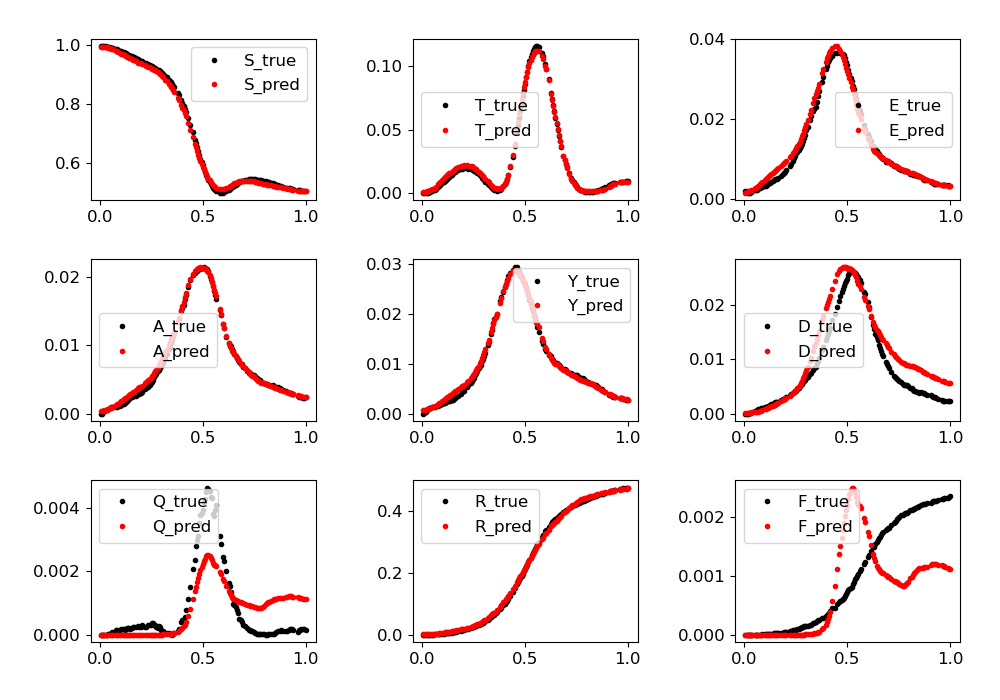 1.0
0.8
0.6
0.0 0.5 1.0
S_true
S_pred
0.10
0.05
0.00
0.0 0.5 1.0
T_true
T_pred
0.04
0.02
0.00
0.0 0.5 1.0
E_true
E_pred
0.02
0.01
0.00
0.0 0.5 1.0
A_true
A_pred
0.03
0.02
0.01
0.00
0.0 0.5 1.0
Y_true
Y_pred
0.02
0.01
0.00
0.0 0.5 1.0
D_true
D_pred
0.004
0.002
0.000
0.0 0.5 1.0
Q_true
Q_pred
0.4
0.2
0.0
0.0 0.5 1.0
R_true
R_pred
0.002
0.001
0.000
0.0 0.5 1.0
F_true
F_pred